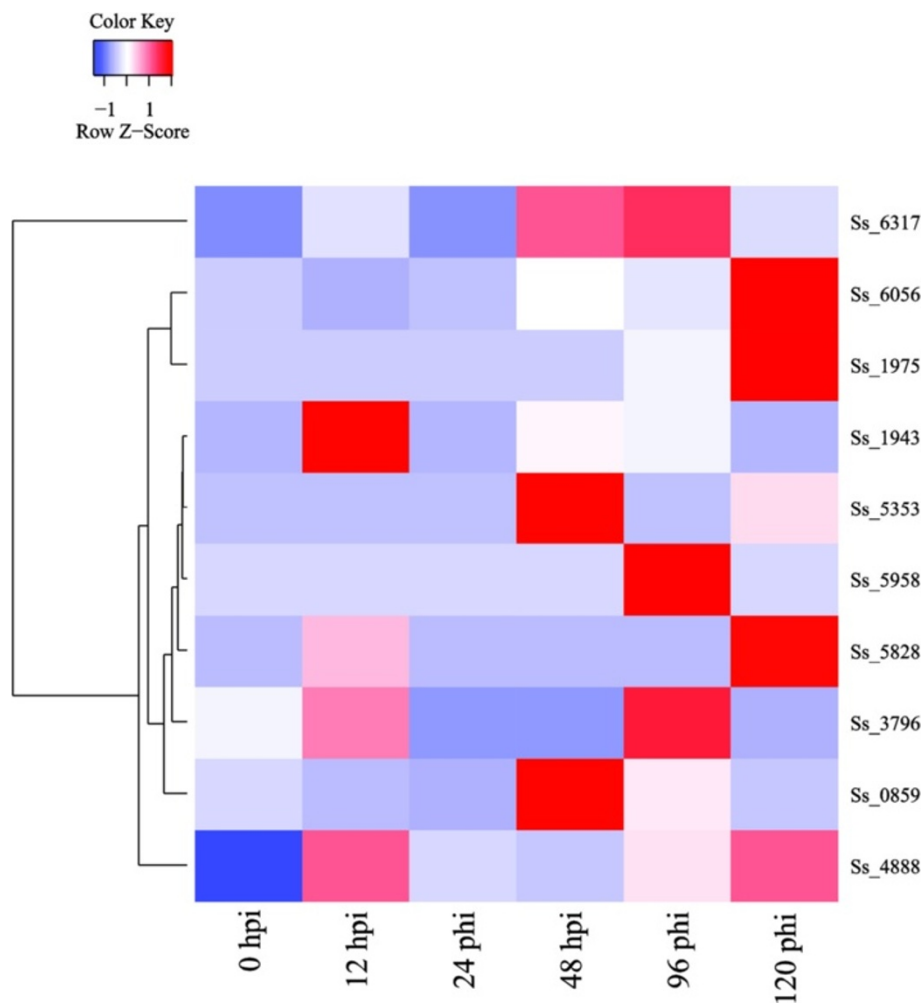 Color Key
−1 1
Row Z−Score
Ss_6317
Ss_6056
Ss_1975
Ss_1943
Ss_5353
Ss_5958
Ss_5828
Ss_3796
Ss_0859
Ss_4888
0 hpi
12 hpi
24 phi
48 hpi
96 phi
120 phi